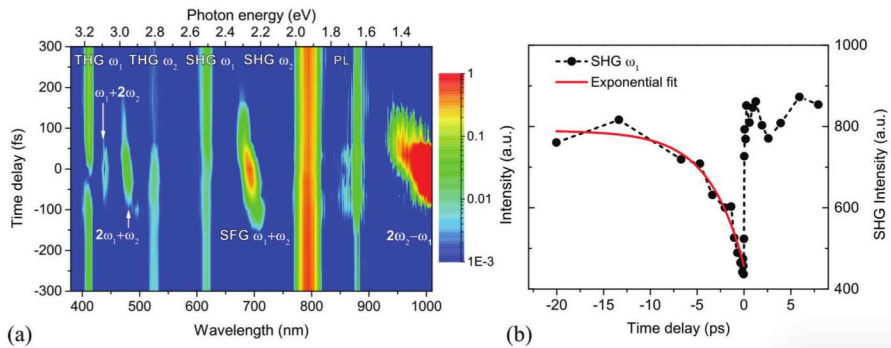 Photon energy (eV)
3.2 3.0 2.8 2.6 2.4 2.2 2.0 1.8 1.6 1.4
300
200
100
0
-100
-200
-300
Time delay (fs)
THG ω₁ THG ω₂ SHG ω₁ SHG ω₂ PL
ω₁+2ω₂
2ω₁+ω₂
SFG ω₁+ω₂
2ω₂−ω₁
400 500 600 700 800 900 1000
Wavelength (nm)
1
0.1
0.01
1E-3
Intensity (a.u.)
(a)
SHG ω₁
Exponential fit
1000
800
600
400
SHG Intensity (a.u.)
-20 -15 -10 -5 0 5
Time delay (ps)
(b)